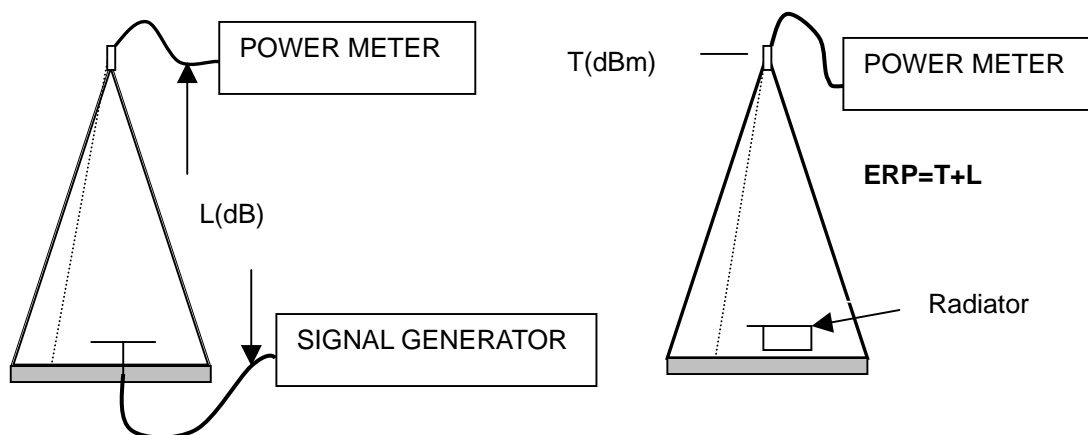 POWER METER
L(dB)
SIGNAL GENERATOR
T(dBm)
POWER METER
ERP=T+L
Radiator